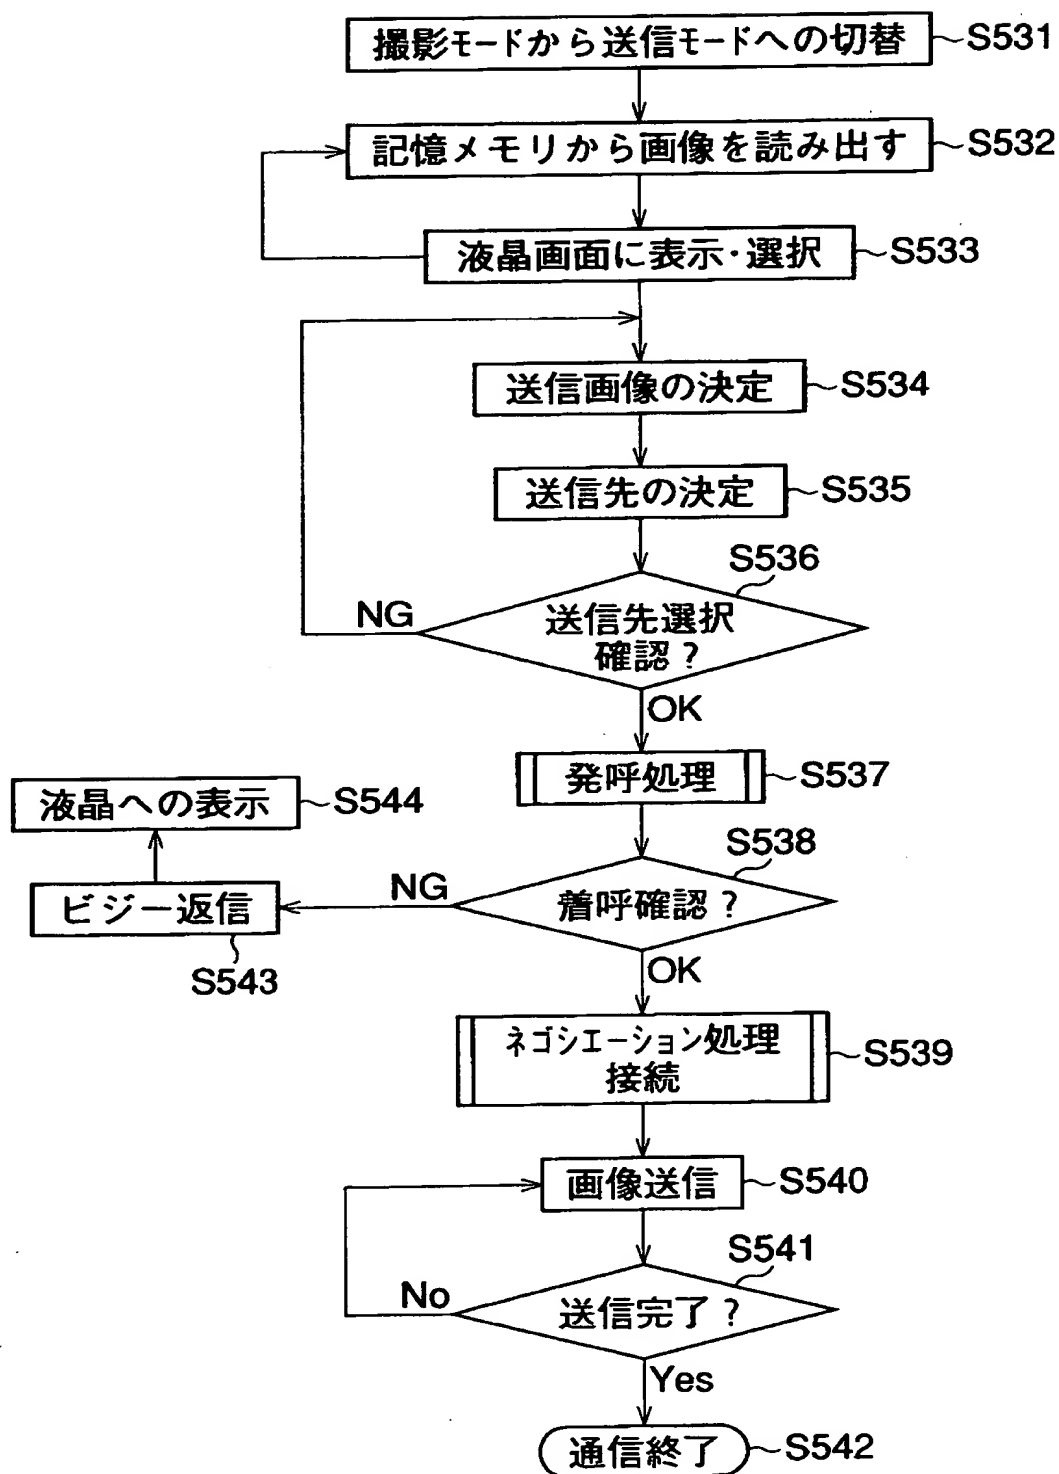 撮影モードから送信モードへの切替
S531
記憶メモリから画像を読み出す
S532
液晶画面に表示・選択
S533
送信画像の決定
S534
送信先の決定
S535
S536
送信先選択
確認?
NG
OK
発呼処理
S537
液晶への表示
S544
S538
着呼確認?
NG
ビジー返信
S543
OK
ネゴシエーション処理
接続
S539
画像送信
S540
S541
送信完了?
No
Yes
通信終了
S542